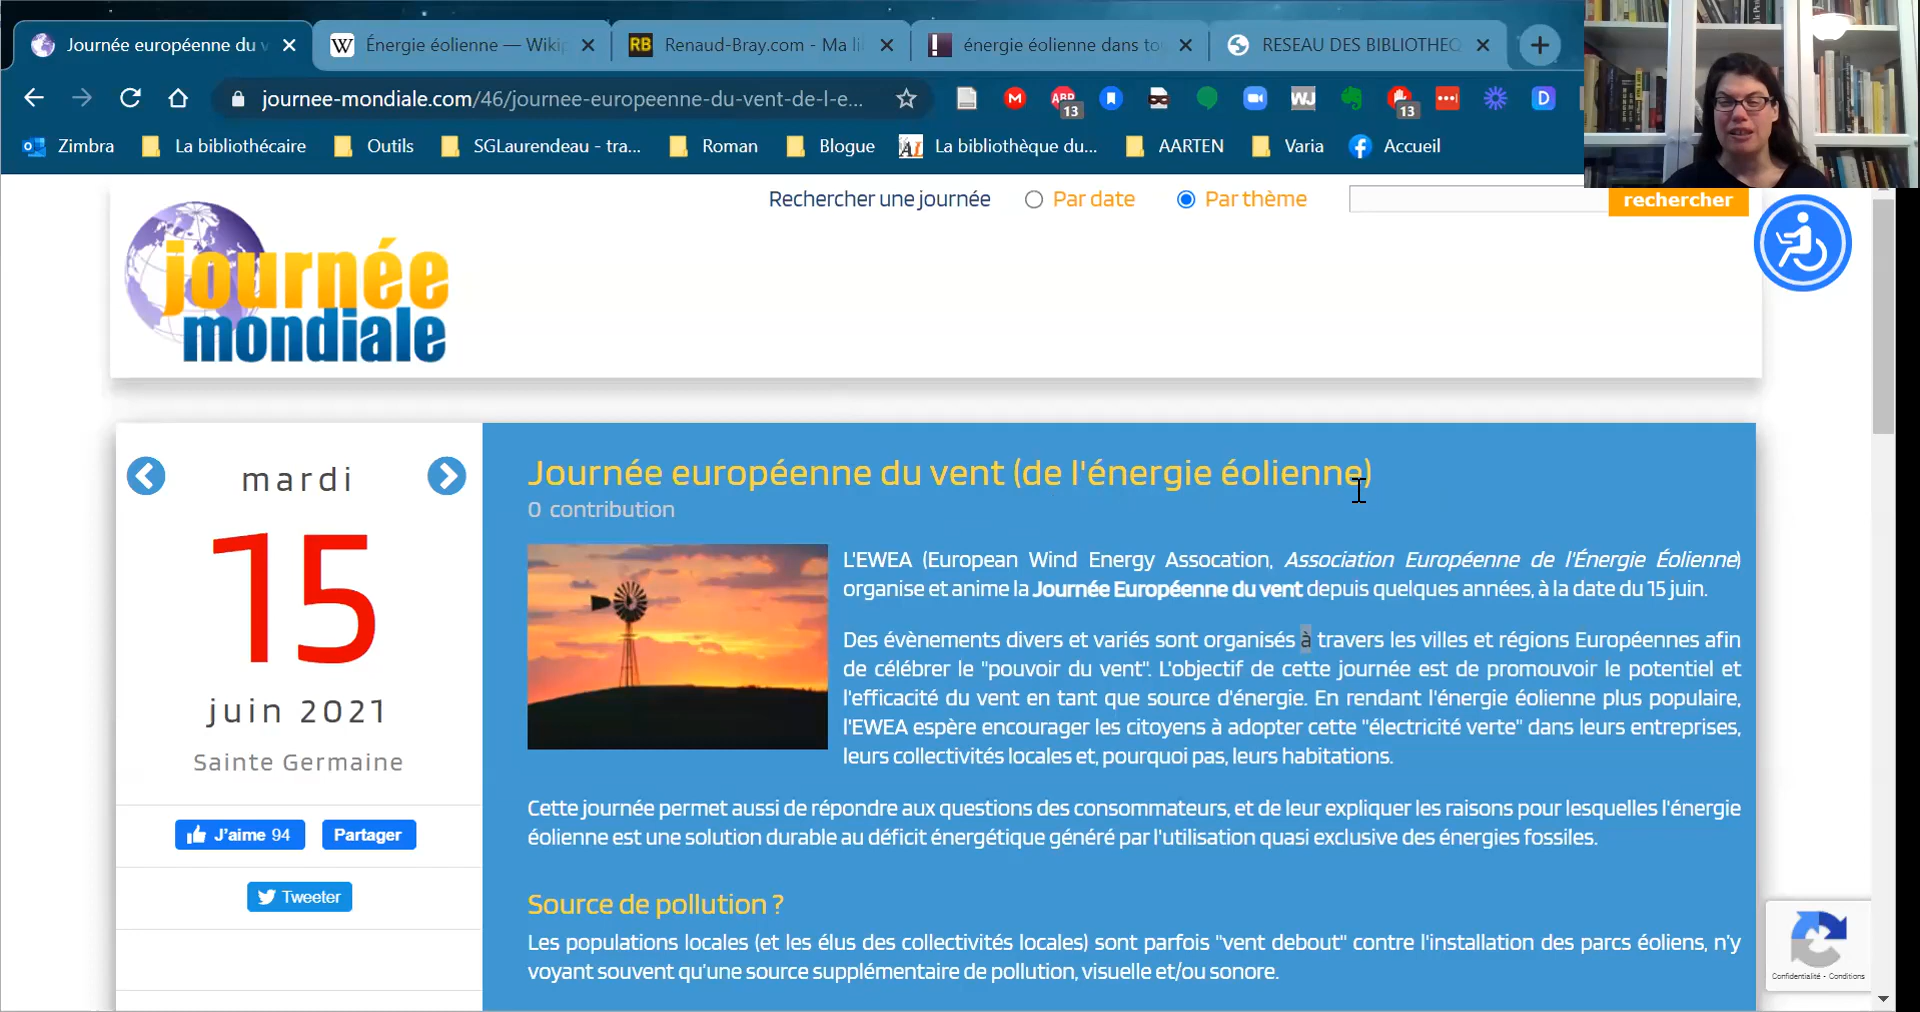 Journée européenne du v
Énergie éolienne — Wikip
RB
Renaud-Bray.com - Ma li
énergie éolienne dans to
RESEAU DES BIBLIOTHEQ
journee-mondiale.com/46/journee-europeenne-du-vent-de-l-e...
ABP
13
WJ
13
D
Zimbra
La bibliothécaire
Outils
SGLaurendeau - tra...
Roman
Blogue
La bibliothèque du...
AARTEN
Varia
Accueil
Rechercher une journée
Par date
Par thème
rechercher
journée
mondiale
mardi
15
juin 2021
Sainte Germaine
J'aime 94
Partager
Tweeter
Journée européenne du vent (de l'énergie éolienne)
0 contribution
L'EWEA (European Wind Energy Assocation, Association Européenne de l'Énergie Éolienne)
organise et anime la Journée Européenne du vent depuis quelques années, à la date du 15 juin.
Des évènements divers et variés sont organisés à travers les villes et régions Européennes afin
de célébrer le "pouvoir du vent". L'objectif de cette journée est de promouvoir le potentiel et
l'efficacité du vent en tant que source d'énergie. En rendant l'énergie éolienne plus populaire,
l'EWEA espère encourager les citoyens à adopter cette "électricité verte" dans leurs entreprises,
leurs collectivités locales et, pourquoi pas, leurs habitations.
Cette journée permet aussi de répondre aux questions des consommateurs, et de leur expliquer les raisons pour lesquelles l'énergie
éolienne est une solution durable au déficit énergétique généré par l'utilisation quasi exclusive des énergies fossiles.
Source de pollution ?
Les populations locales (et les élus des collectivités locales) sont parfois "vent debout" contre l'installation des parcs éoliens, n'y
voyant souvent qu'une source supplémentaire de pollution, visuelle et/ou sonore.
Confidentialité - Conditions